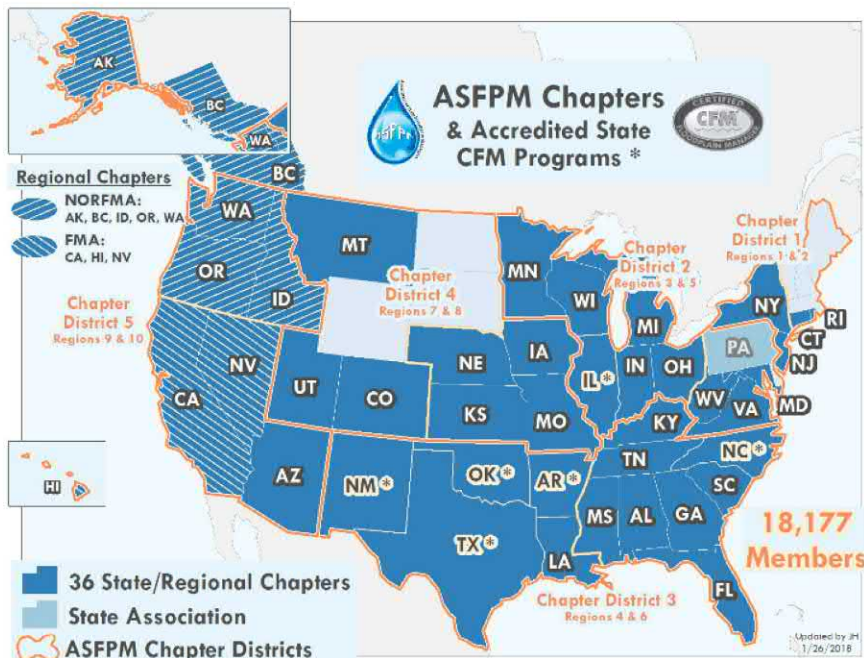 ASFPM Chapters
& Accredited State
CFM Programs *
CERTIFIED
CFM
FLOODPLAIN MANAGER
AK
BC
WA
Regional Chapters
NORFMA:
AK, BC, ID, OR, WA
FMA:
CA, HI, NV
BC
WA
OR
ID
MT
MN
WI
MI
NY
RI
CT
NJ
MD
PA
Chapter
District 1
Regions 1 & 2
Chapter
District 2
Regions 3 & 5
Chapter
District 4
Regions 7 & 8
Chapter
District 5
Regions 9 & 10
CA
NV
UT
CO
NE
KS
IA
MO
IL *
IN
OH
WV
VA
KY
AZ
NM *
OK *
AR *
TX *
LA
TN
NC *
SC
MS
AL
GA
FL
HI
18,177
Members
Chapter District 3
Regions 4 & 6
36 State/Regional Chapters
State Association
ASFPM Chapter Districts
Updated by JH
1/26/2018